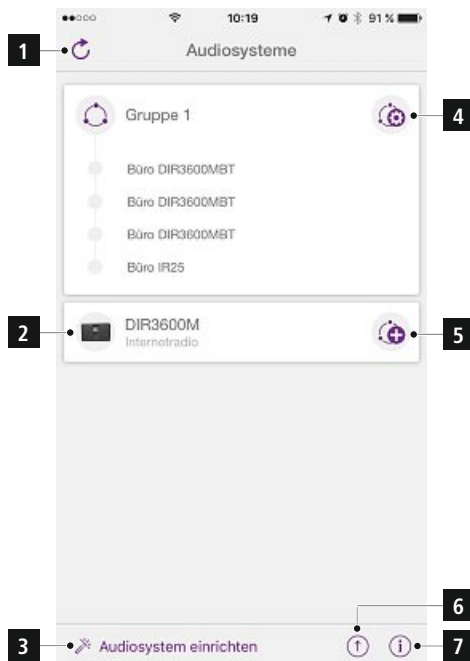 10:19
91 %
1
Audiosysteme
Gruppe 1
4
Büro DIR3600MBT
Büro DIR3600MBT
Büro DIR3600MBT
Büro IR25
2
DIR3600M
Internetradio
5
6
3
Audiosystem einrichten
7